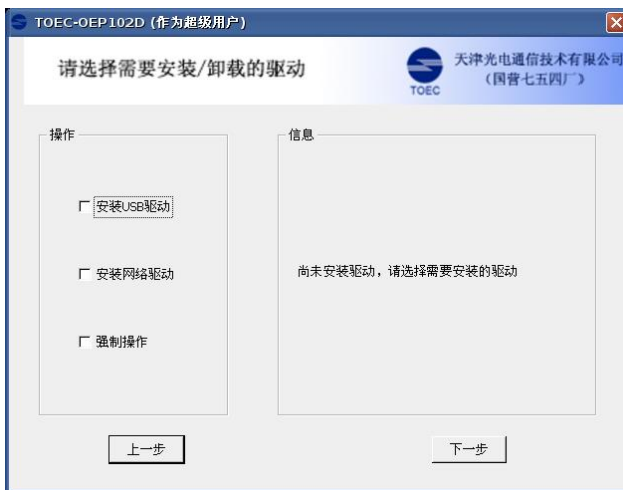 TOEC-OEP102D (作为超级用户)
请选择需要安装/卸载的驱动
TOEC
天津光电通信技术有限公司
（国营七五四厂）
操作
安装USB驱动
安装网络驱动
强制操作
信息
尚未安装驱动，请选择需要安装的驱动
上一步
下一步